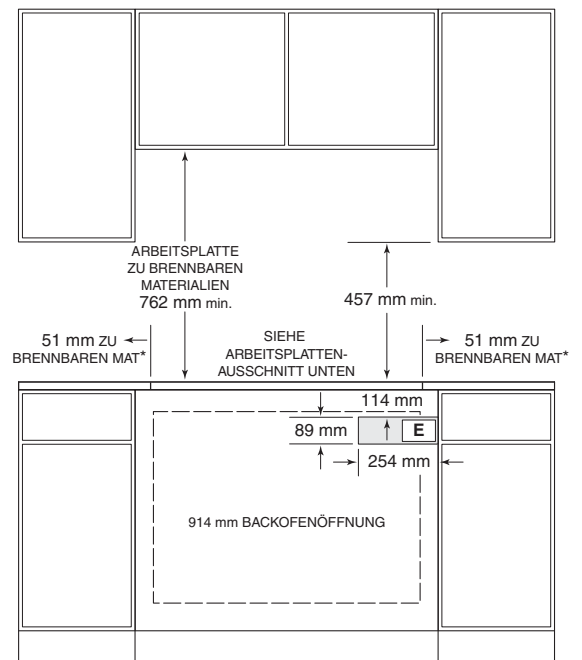 ARBEITSPLATTE
ZU BRENNBAREN
MATERIALIEN
762 mm min.
457 mm min.
51 mm ZU
BRENNBAREN MAT*
SIEHE
ARBEITSPLATTEN-
AUSSCHNITT UNTEN
51 mm ZU
BRENNBAREN MAT*
114 mm
89 mm
E
254 mm
914 mm BACKOFENÖFFNUNG